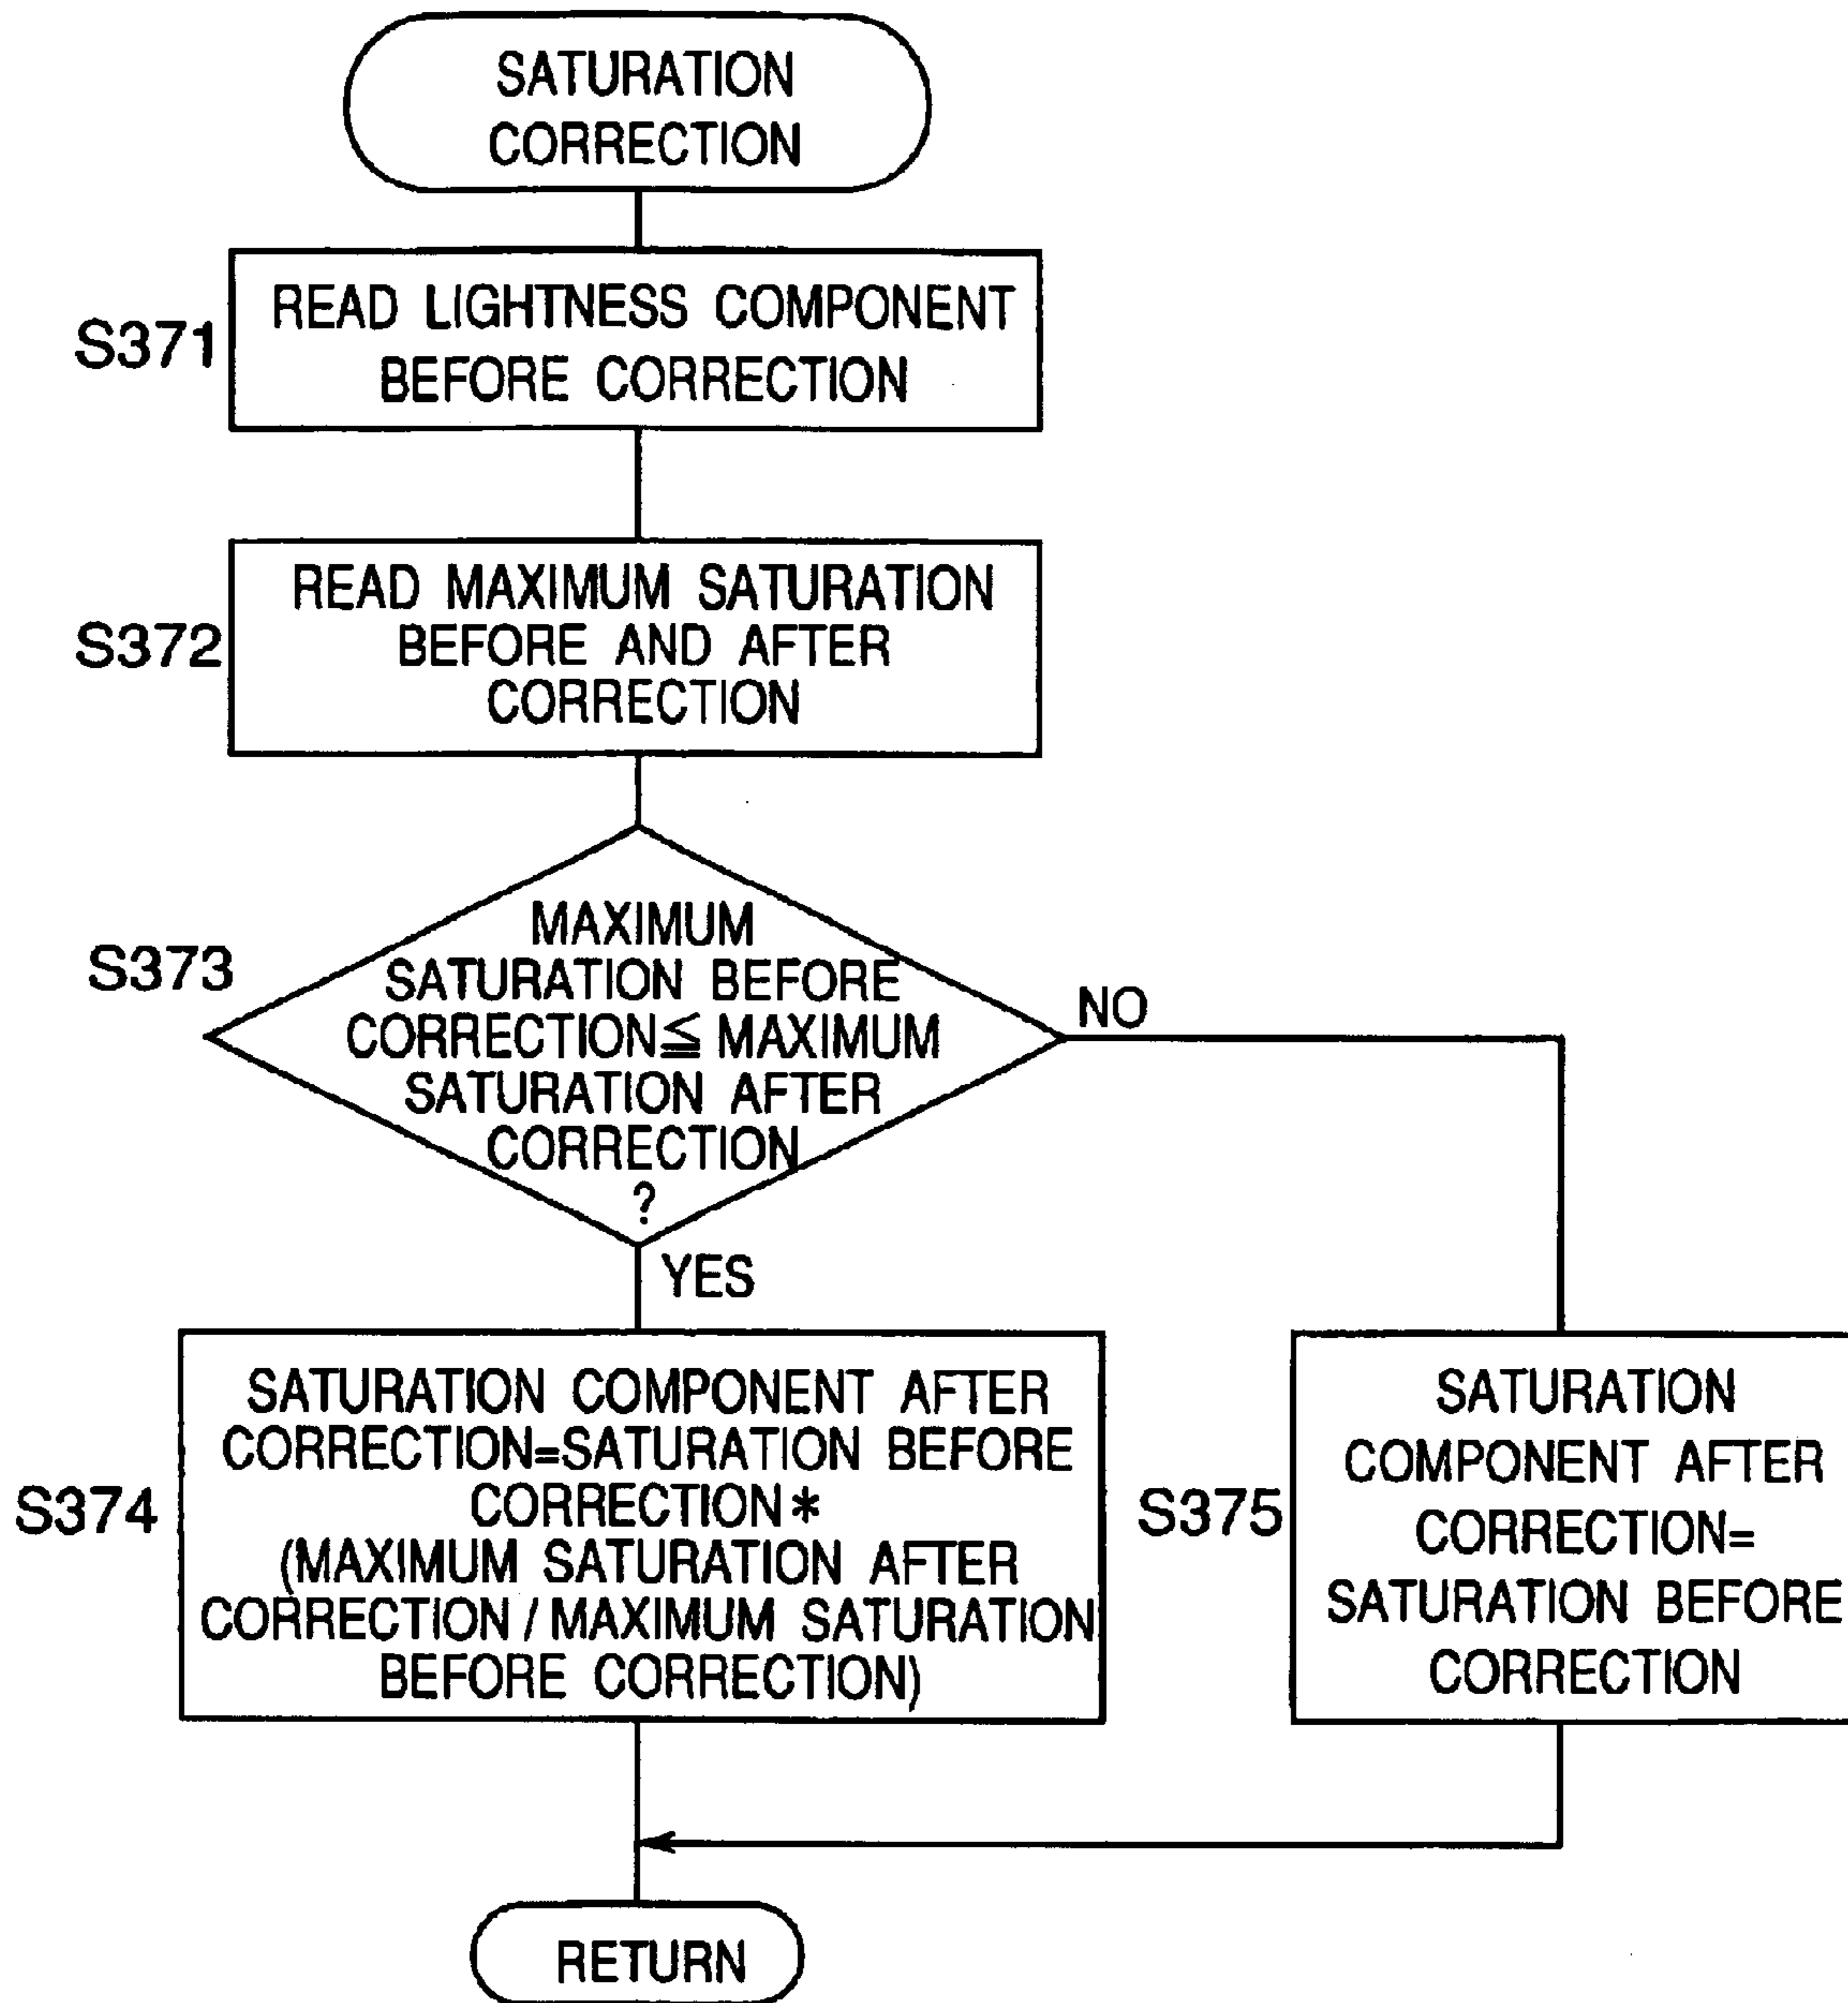 SATURATION
CORRECTION
S371
READ LIGHTNESS COMPONENT
BEFORE CORRECTION
S372
READ MAXIMUM SATURATION
BEFORE AND AFTER
CORRECTION
S373
MAXIMUM
SATURATION BEFORE
CORRECTION≦MAXIMUM
SATURATION AFTER
CORRECTION
?
NO
YES
S374
SATURATION COMPONENT AFTER
CORRECTION=SATURATION BEFORE
CORRECTION*
(MAXIMUM SATURATION AFTER
CORRECTION/MAXIMUM SATURATION
BEFORE CORRECTION)
S375
SATURATION
COMPONENT AFTER
CORRECTION=
SATURATION BEFORE
CORRECTION
RETURN